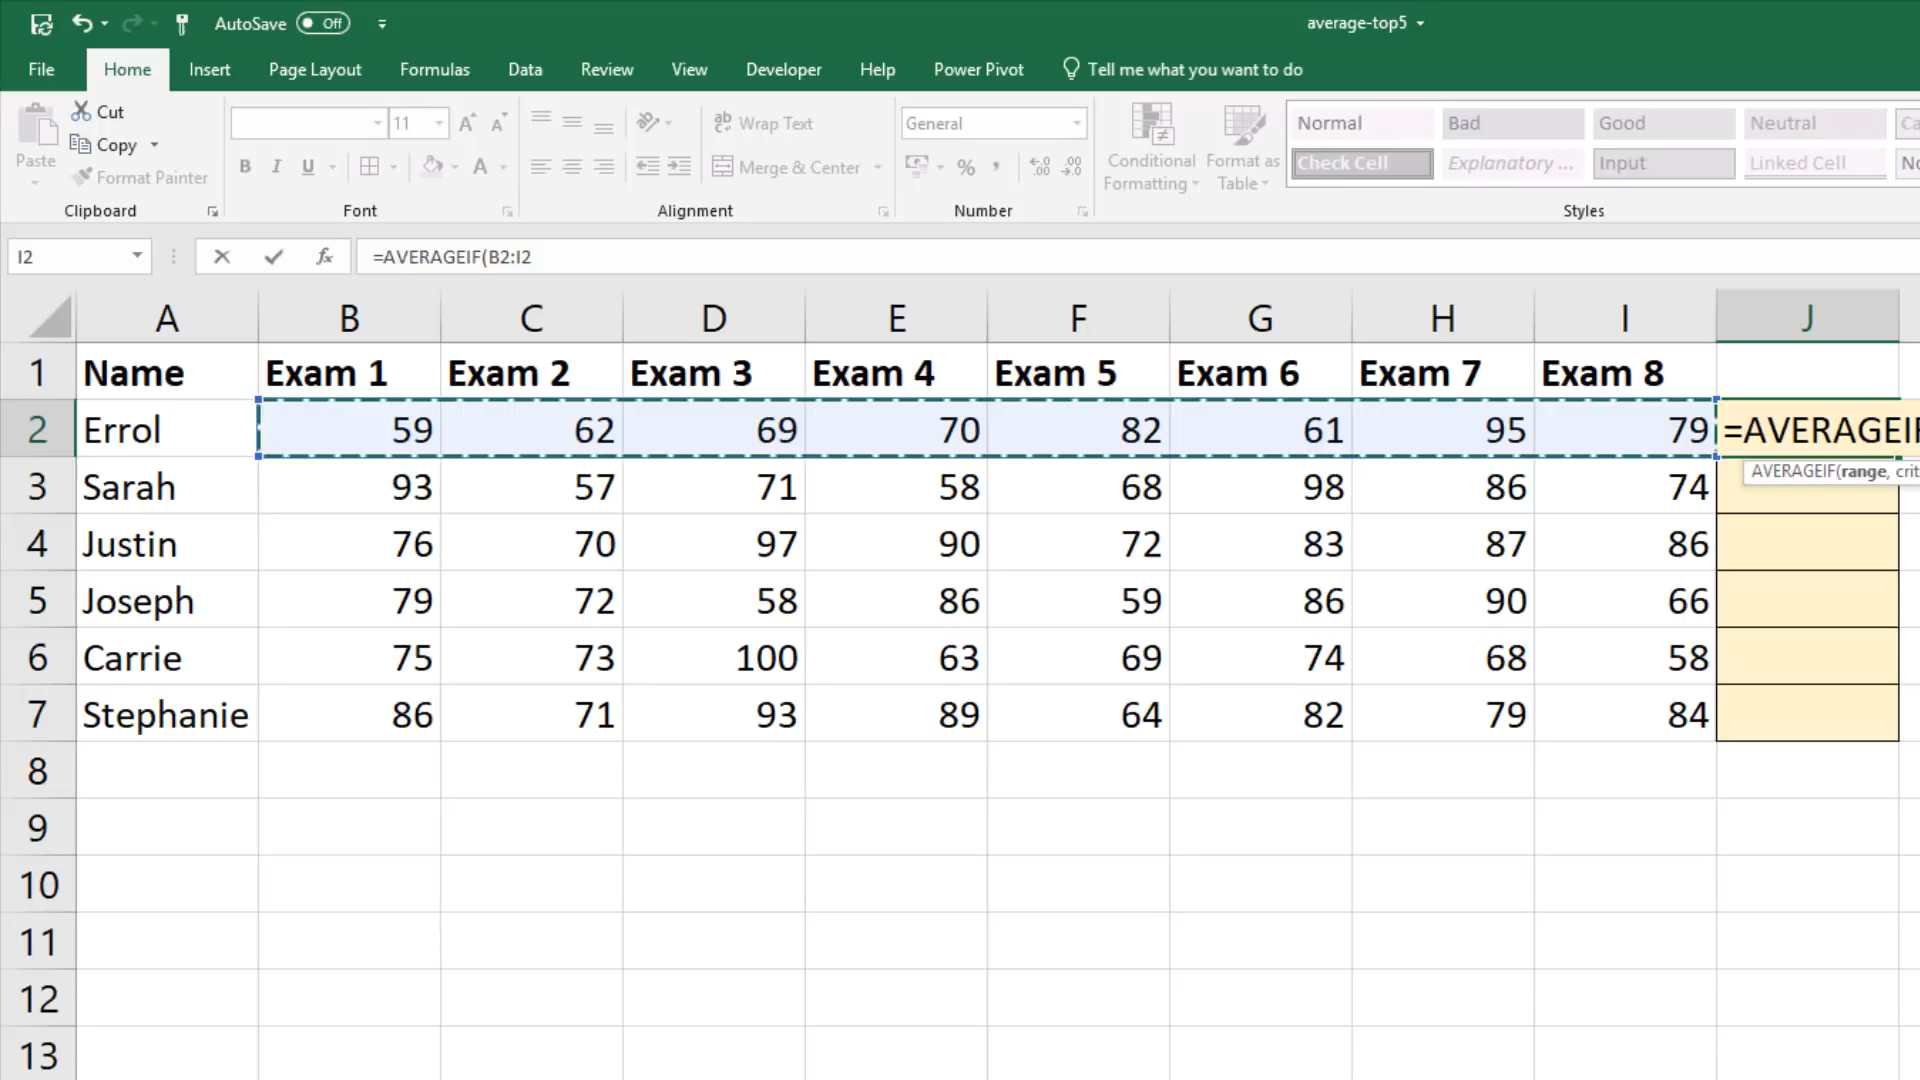 AutoSave Off average-top5
File Home Insert Page Layout Formulas Data Review View Developer Help Power Pivot Tell me what you want to do
Paste Cut Copy Format Painter
Clipboard
11 A A
B I U A
Font
ab Wrap Text
Merge & Center
Alignment
General
% , .00 .00
Number
Conditional Formatting
Format as Table
Normal Bad Good Neutral
Check Cell Explanatory ... Input Linked Cell
Styles
I2 fx =AVERAGEIF(B2:I2
A B C D E F G H I J
1 Name Exam 1 Exam 2 Exam 3 Exam 4 Exam 5 Exam 6 Exam 7 Exam 8
2 Errol 59 62 69 70 82 61 95 79 =AVERAGEIF
AVERAGEIF(range, crit
3 Sarah 93 57 71 58 68 98 86 74
4 Justin 76 70 97 90 72 83 87 86
5 Joseph 79 72 58 86 59 86 90 66
6 Carrie 75 73 100 63 69 74 68 58
7 Stephanie 86 71 93 89 64 82 79 84
8
9
10
11
12
13